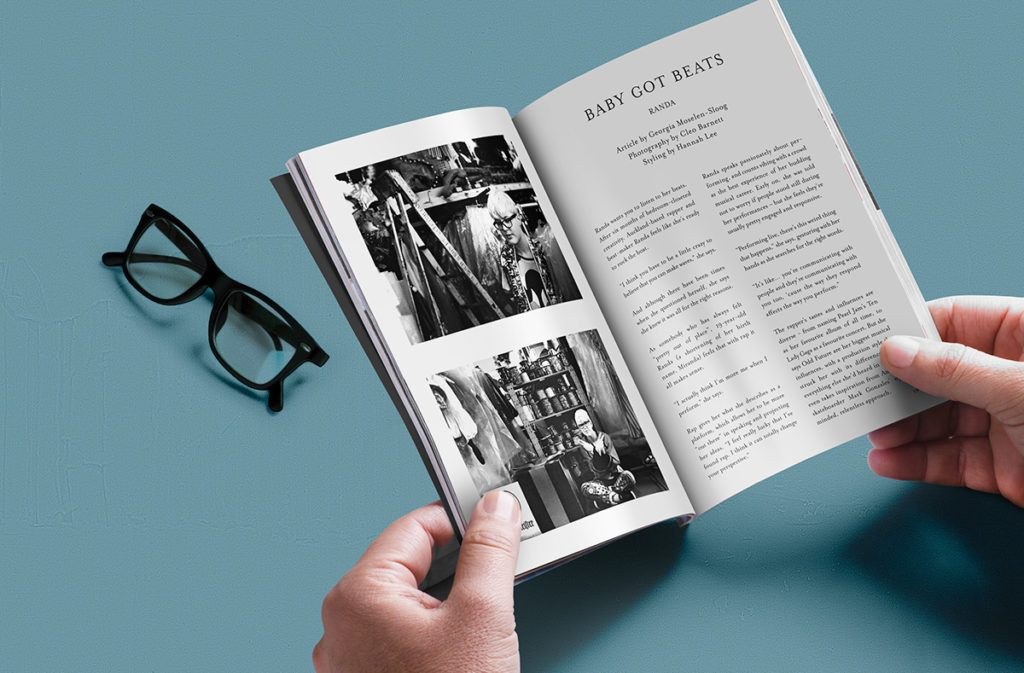 BABY GOT BEATS
RANDA
Article by Georgia Moselen-Sloog
Photography by Cleo Barnett
Styling by Hannah Lee
Randa wants you to listen to her beats.
After six months of bedroom-closeted
creativity, Auckland-based rapper and
beat-maker Randa feels like she's ready
to rock the boat.
"I think you have to be a little crazy to
believe that you can make waves," she says.
And although there have been times
when she questioned herself, she says
she knew it was all for the right reasons.
As somebody who has always felt
"pretty out of place", 19-year-old
Randa (a shortening of her birth
name, Miranda) feels that with rap it
all makes sense.
"I actually think I'm more me when I
perform," she says.
Rap gives her what she describes as a
platform, which allows her to be more
"out there" in speaking and projecting
her ideas. "I feel really lucky that I've
found rap. I think it can totally change
your perspective."
Randa speaks passionately about per-
forming, and counts vibing with a crowd
as the best experience of her budding
musical career. Early on, she was told
not to worry if people stood still during
her performances – but she feels they're
usually pretty engaged and responsive.
"Performing live, there's this weird thing
that happens," she says, gesturing with her
hands as she searches for the right words.
"It's like... you're communicating with
people and they're communicating with
you too, 'cause the way they respond
affects the way you perform."
The rapper's tastes and influences are
diverse – from naming Pearl Jam's Ten
as her favourite album of all time, to
Lady Gaga as a favourite concert. But she
says Odd Future are her biggest musical
influences, with a production style
struck her with its different
everything else she'd heard in
even takes inspiration from
skateboarder Mark Gonzales'
minded, relentless approach.